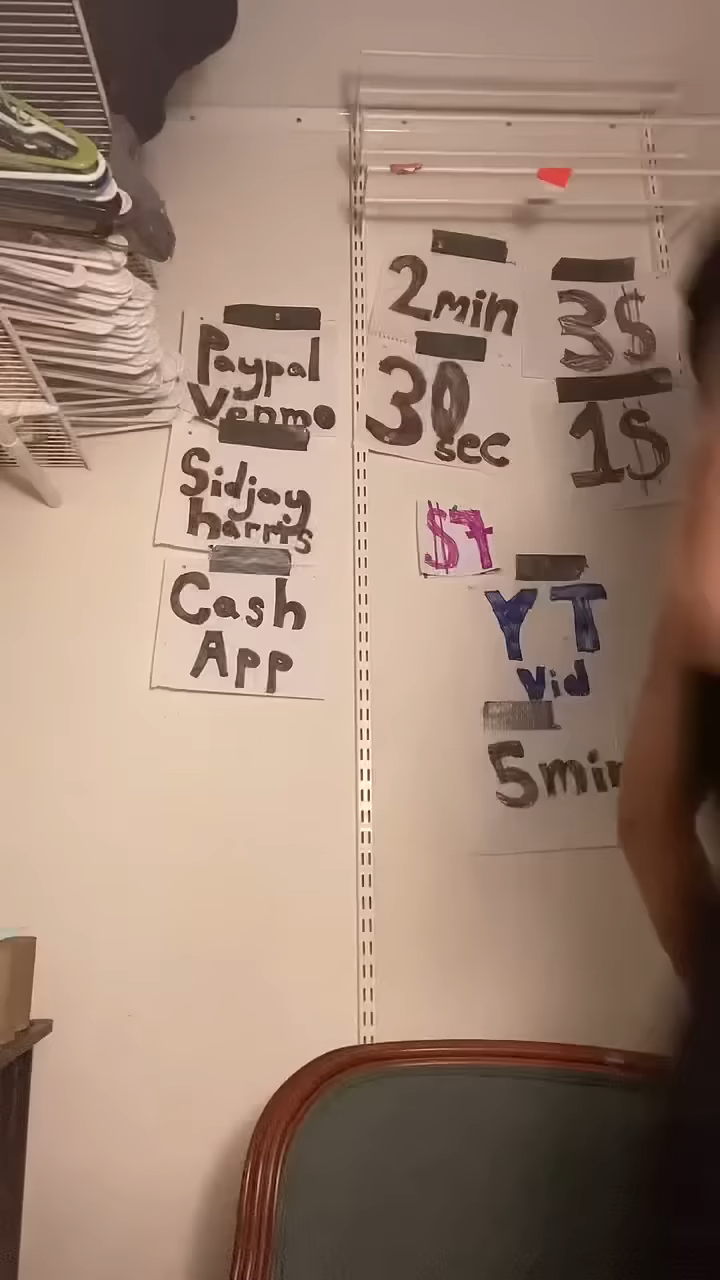 Paypal
Venmo
Sidjay
harris
Cash
App
2min
3$
30
sec
1$
$7
YT
Vid
5min